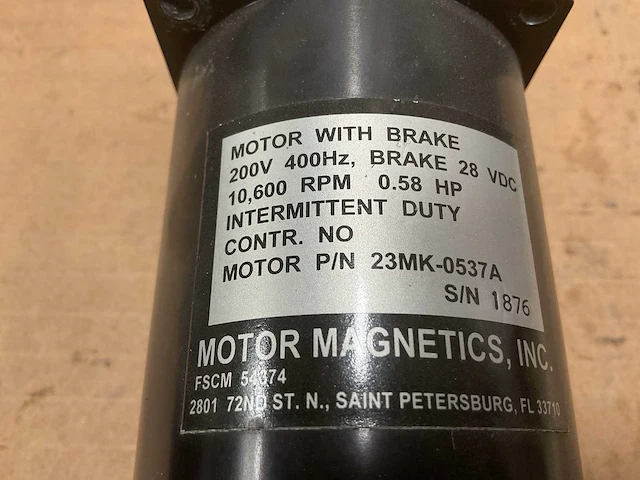 MOTOR WITH BRAKE
200V 400Hz, BRAKE 28 VDC
10,600 RPM 0.58 HP
INTERMITTENT DUTY
CONTR. NO
MOTOR P/N 23MK-0537A
S/N 1876
MOTOR MAGNETICS, INC.
FSCM 54374
2801 72ND ST. N., SAINT PETERSBURG, FL 33710